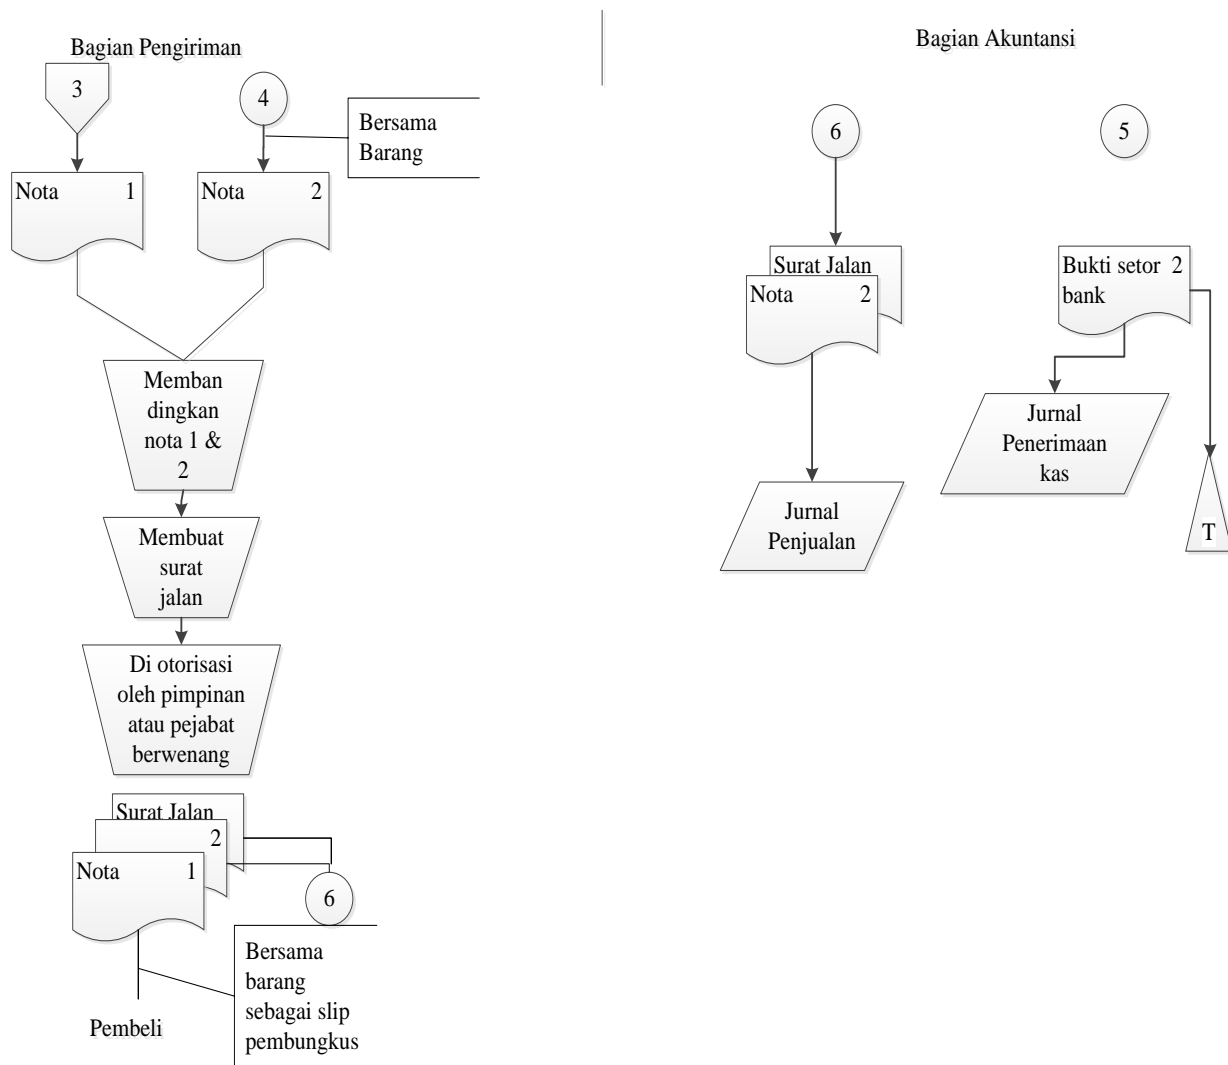 Bagian Pengiriman
3
4
Bersama
Barang
Nota 1
Nota 2
Memban
dingkan
nota 1 &
2
Membuat
surat
jalan
Di otorisasi
oleh pimpinan
atau pejabat
berwenang
Surat Jalan
2
Nota 1
6
Bersama
barang
sebagai slip
pembungkus
Pembeli
Bagian Akuntansi
6
5
Surat Jalan
Nota 2
Bukti setor 2
bank
Jurnal
Penerimaan
kas
Jurnal
Penjualan
T